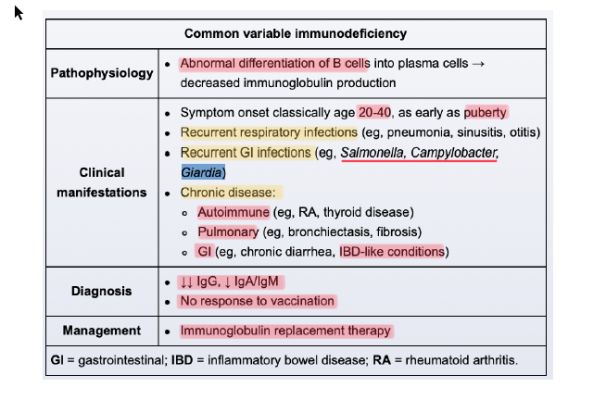 Common variable immunodeficiency
Pathophysiology
• Abnormal differentiation of B cells into plasma cells →
decreased immunoglobulin production
Clinical
manifestations
• Symptom onset classically age 20-40, as early as puberty
• Recurrent respiratory infections (eg, pneumonia, sinusitis, otitis)
• Recurrent GI infections (eg, Salmonella, Campylobacter,
Giardia)
• Chronic disease:
∘ Autoimmune (eg, RA, thyroid disease)
∘ Pulmonary (eg, bronchiectasis, fibrosis)
∘ GI (eg, chronic diarrhea, IBD-like conditions)
Diagnosis
• ↓↓ IgG, ↓ IgA/IgM
• No response to vaccination
Management
• Immunoglobulin replacement therapy
GI = gastrointestinal; IBD = inflammatory bowel disease; RA = rheumatoid arthritis.